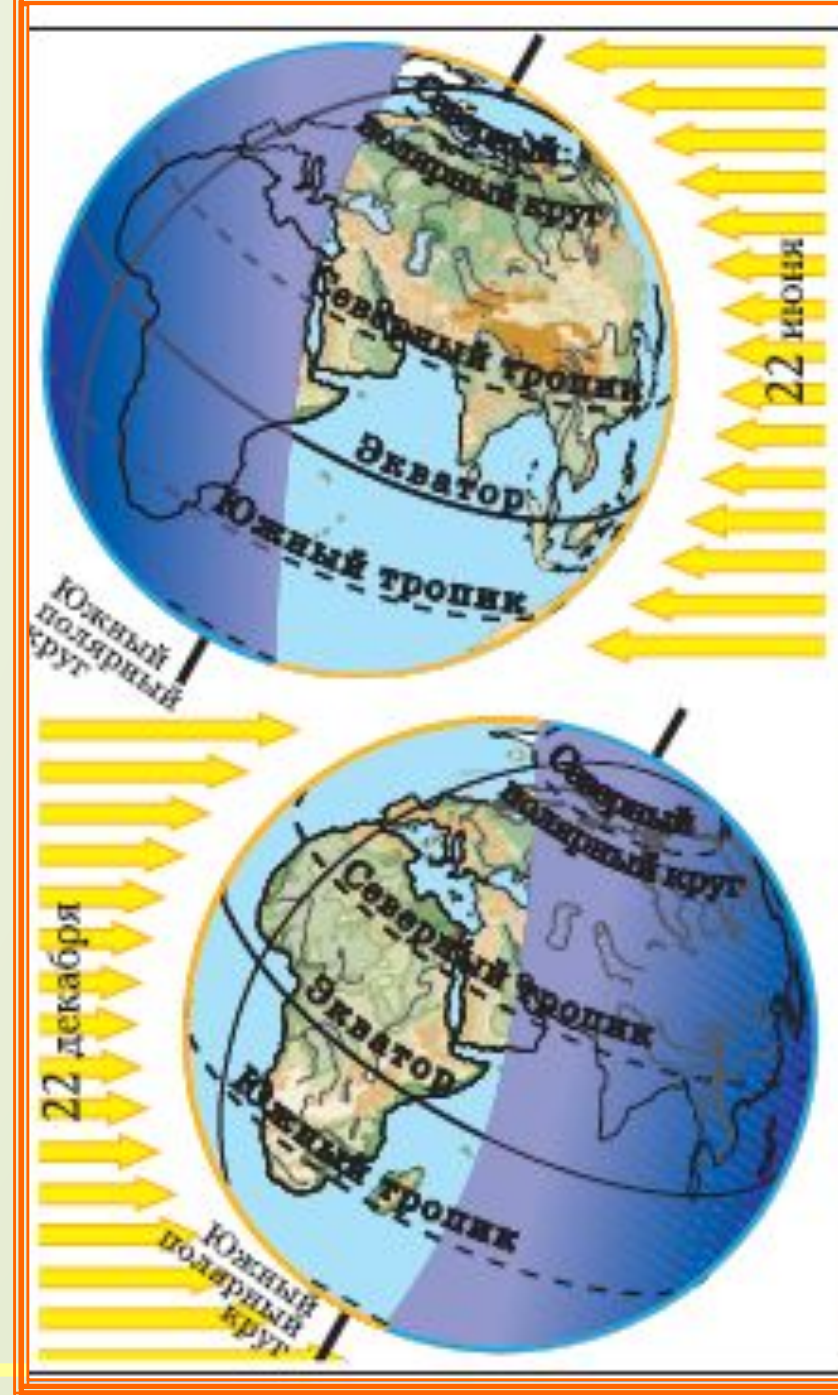 Северный
полярный круг
Северный тропик
Экватор
Южный тропик
Южный
полярный
круг
22 июня
Северный
полярный круг
Северный тропик
Экватор
Южный тропик
Южный
полярный
круг
22 декабря